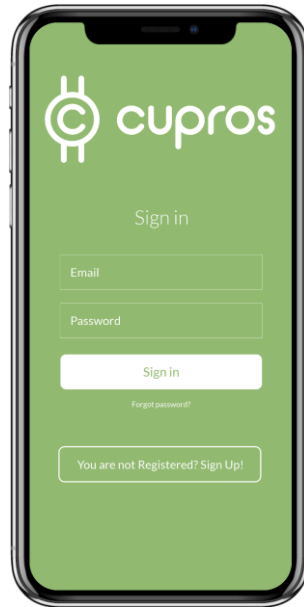 cupros
Sign in
Email
Password
Sign in
Forgot password?
You are not Registered? Sign Up!